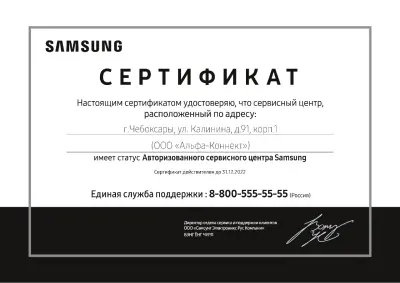 SAMSUNG
СЕРТИФИКАТ
Настоящим сертификатом удостоверяю, что сервисный центр,
расположенный по адресу:
г.Чебоксары, ул. Калинина, д.91, корп.1
(ООО «Альфа-Коннект»)
имеет статус Авторизованного сервисного центра Samsung
Сертификат действителен до 31.12.2022
Единая служба поддержки : 8-800-555-55-55 (Россия)
Директор отдела сервиса и поддержки клиентов
ООО «Самсунг Электроникс Рус Компани»